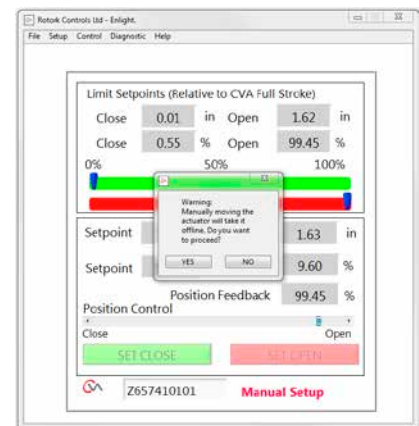 Rotork Controls Ltd - Enlight.
File Setup Control Diagnostic Help
Limit Setpoints (Relative to CVA Full Stroke)
Close 0.01 in Open 1.62 in
Close 0.55 % Open 99.45 %
0% 50% 100%
Warning:
Manually moving the
actuator will take it
offline. Do you want
to proceed?
YES NO
Setpoint 1.63 in
Setpoint 9.60 %
Position Feedback 99.45 %
Position Control
Close Open
SET CLOSE SET OPEN
Z657410101 Manual Setup